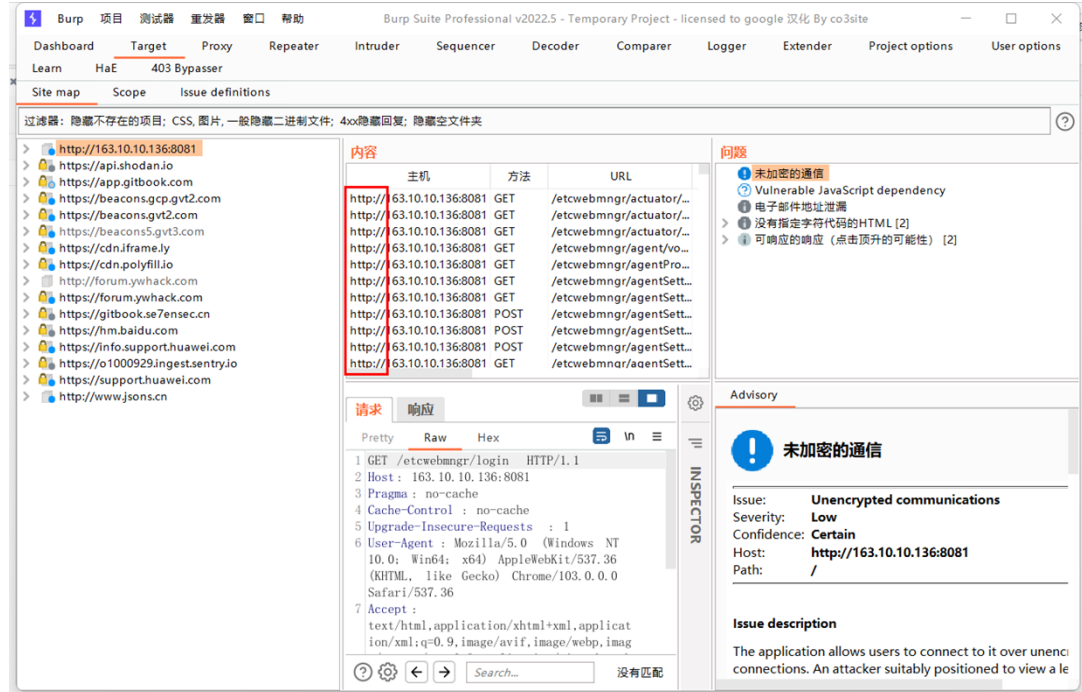 Burp 项目 测试器 重发器 窗口 帮助 Burp Suite Professional v2022.5 - Temporary Project - licensed to google 汉化 By co3site
Dashboard Target Proxy Repeater Intruder Sequencer Decoder Comparer Logger Extender Project options User options
Learn HaE 403 Bypasser
Site map Scope Issue definitions
过滤器：隐藏不存在的项目；CSS, 图片, 一般隐藏二进制文件；4xx隐藏回复；隐藏空文件夹
http://163.10.10.136:8081
https://api.shodan.io
https://app.gitbook.com
https://beacons.gcp.gvt2.com
https://beacons.gvt2.com
https://beacons5.gvt3.com
https://cdn.iframe.ly
https://cdn.polyfill.io
http://forum.ywhack.com
https://forum.ywhack.com
https://gitbook.se7ensec.cn
https://hm.baidu.com
https://info.support.huawei.com
https://o1000929.ingest.sentry.io
https://support.huawei.com
http://www.jsons.cn
内容
主机 方法 URL
http://163.10.10.136:8081 GET /etcwebmngr/actuator/...
http://163.10.10.136:8081 GET /etcwebmngr/actuator/...
http://163.10.10.136:8081 GET /etcwebmngr/actuator/...
http://163.10.10.136:8081 GET /etcwebmngr/agent/vo...
http://163.10.10.136:8081 GET /etcwebmngr/agentPro...
http://163.10.10.136:8081 GET /etcwebmngr/agentSett...
http://163.10.10.136:8081 GET /etcwebmngr/agentSett...
http://163.10.10.136:8081 POST /etcwebmngr/agentSett...
http://163.10.10.136:8081 POST /etcwebmngr/agentSett...
http://163.10.10.136:8081 POST /etcwebmngr/agentSett...
http://163.10.10.136:8081 GET /etcwebmngr/agentSett...
请求 响应
Pretty Raw Hex \n
1 GET /etcwebmngr/login HTTP/1.1
2 Host: 163.10.10.136:8081
3 Pragma: no-cache
4 Cache-Control : no-cache
5 Upgrade-Insecure-Requests : 1
6 User-Agent : Mozilla/5.0 (Windows NT
10.0; Win64; x64) AppleWebKit/537.36
(KHTML, like Gecko) Chrome/103.0.0.0
Safari/537.36
7 Accept :
text/html,application/xhtml+xml,applicat
ion/xml;q=0.9,image/avif,image/webp,imag
Search... 没有匹配
INSPECTOR
问题
未加密的通信
Vulnerable JavaScript dependency
电子邮件地址泄漏
没有指定字符代码的HTML [2]
可响应的响应（点击顶升的可能性） [2]
Advisory
未加密的通信
Issue: Unencrypted communications
Severity: Low
Confidence: Certain
Host: http://163.10.10.136:8081
Path: /
Issue description
The application allows users to connect to it over unenc
connections. An attacker suitably positioned to view a le